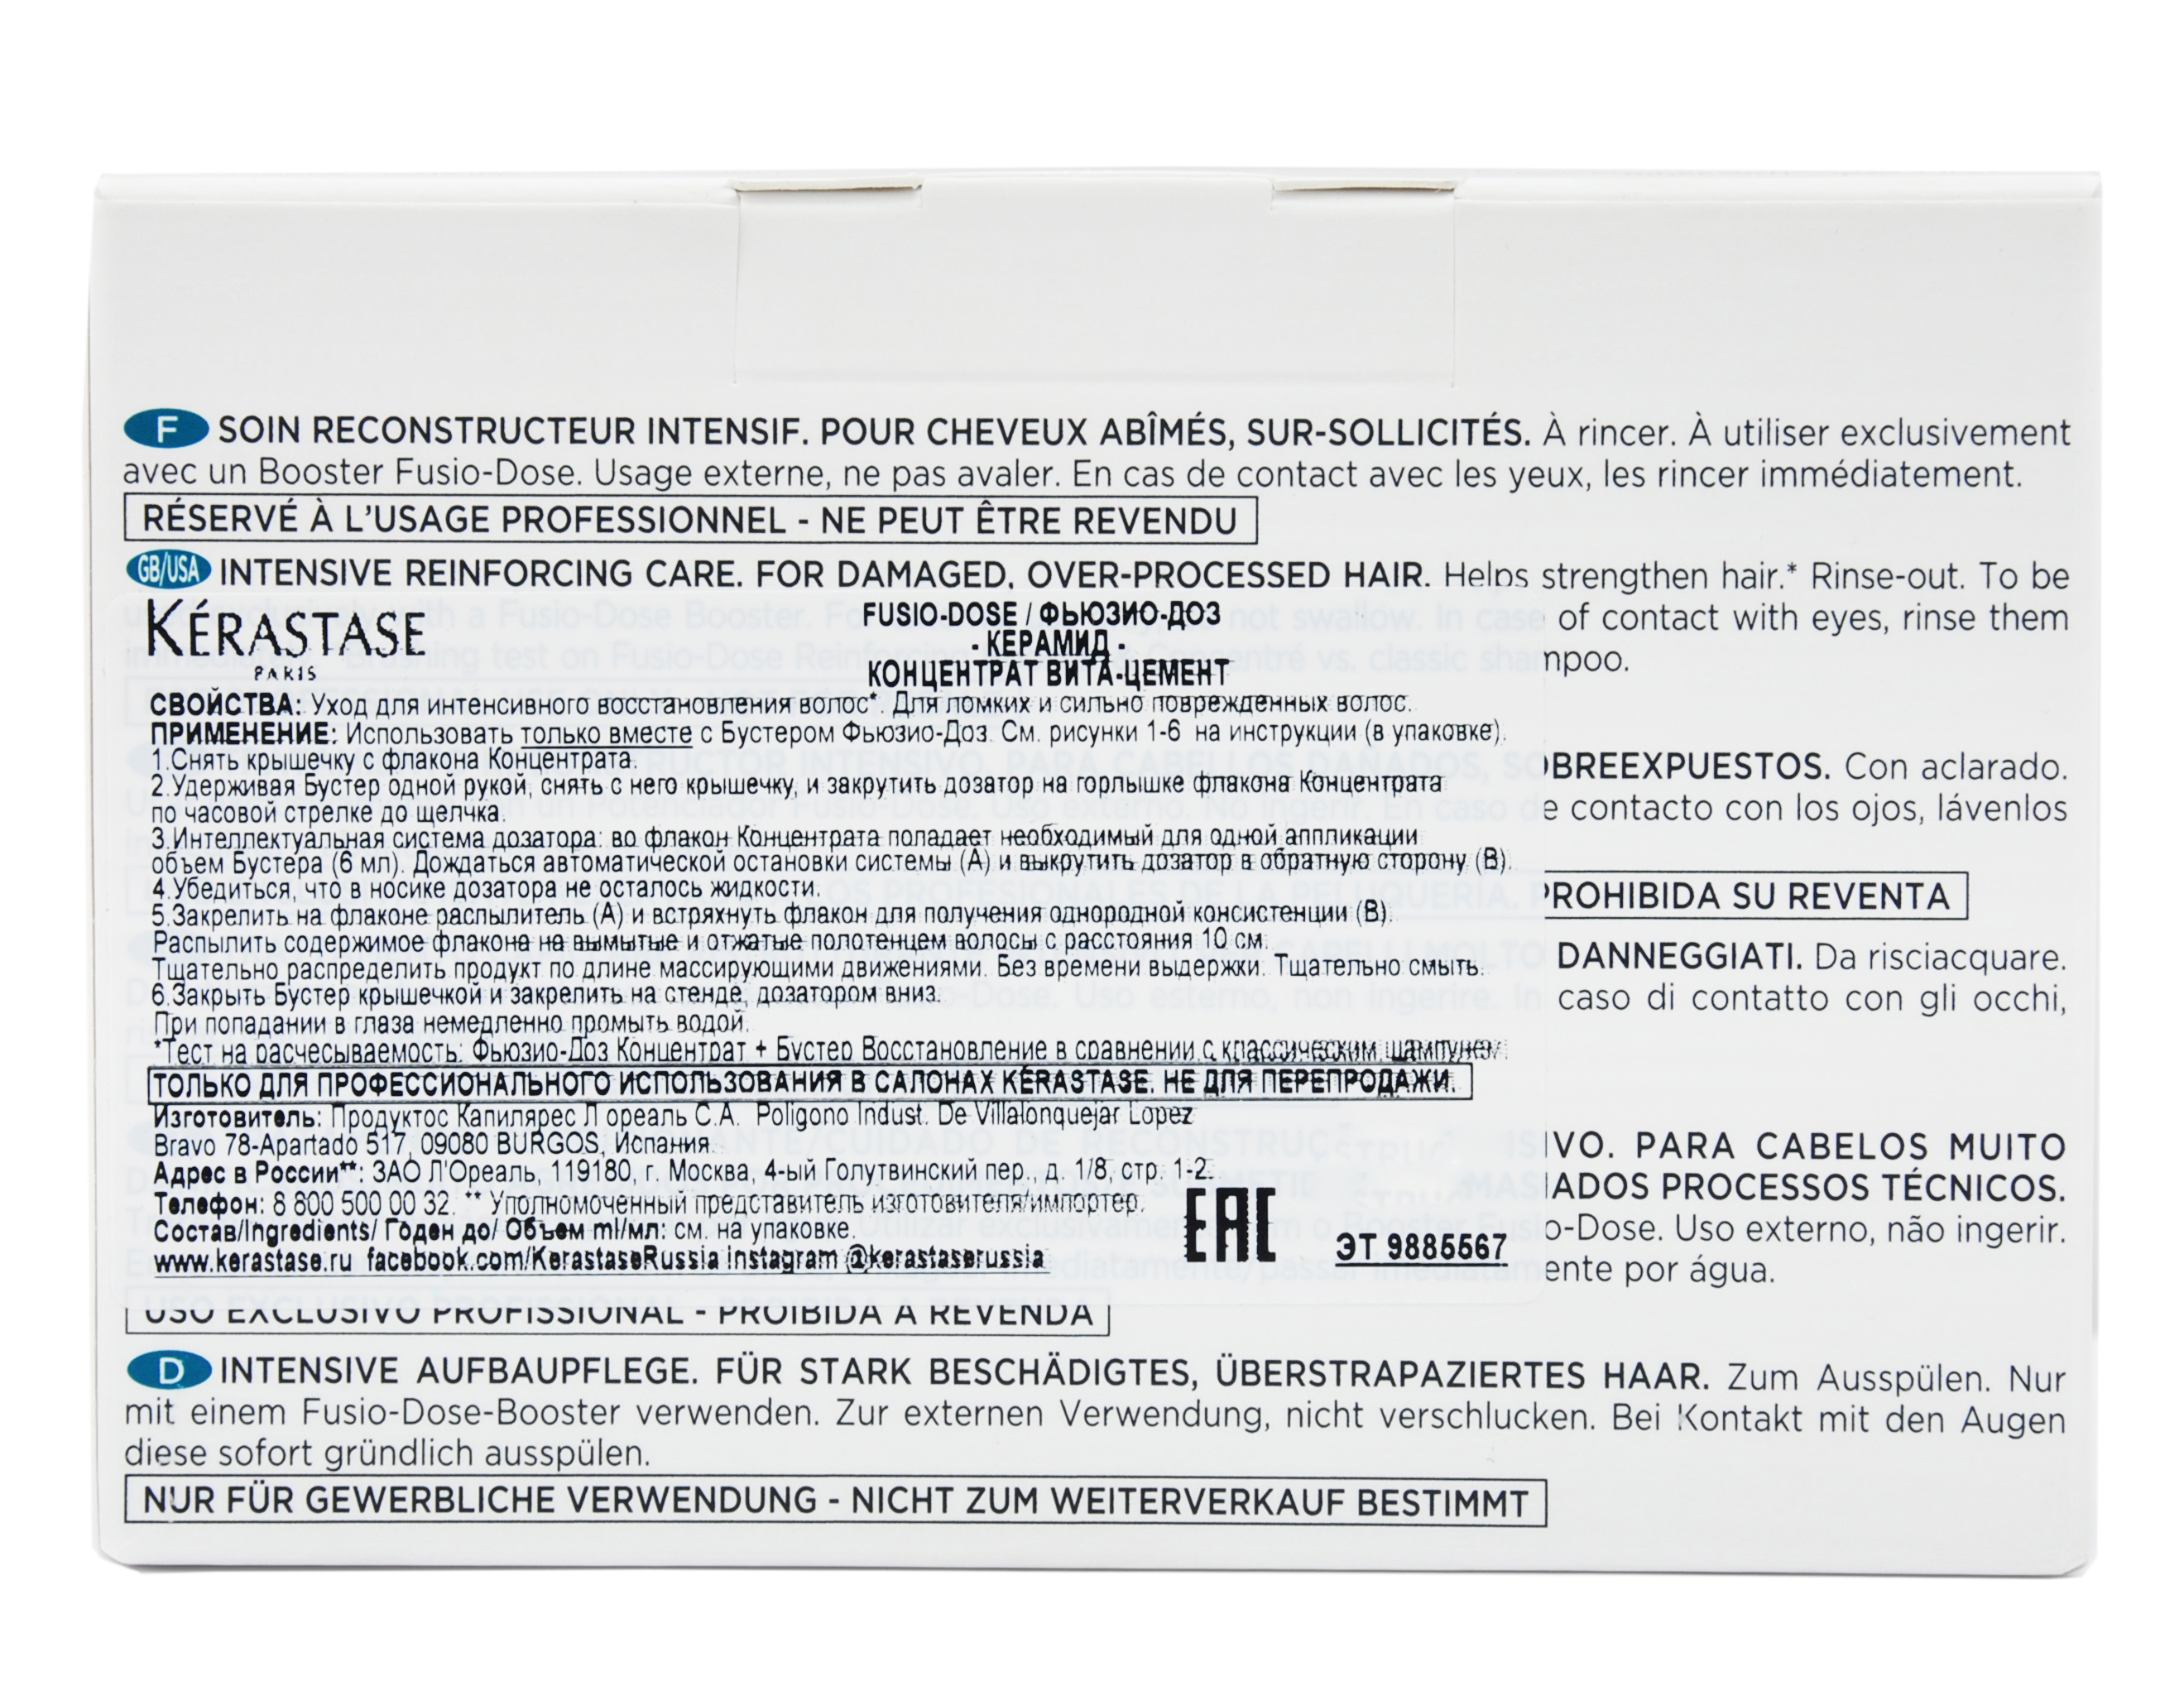 F SOIN RECONSTRUCTEUR INTENSIF. POUR CHEVEUX ABÎMÉS, SUR-SOLLICITÉS. À rincer. À utiliser exclusivement
avec un Booster Fusio-Dose. Usage externe, ne pas avaler. En cas de contact avec les yeux, les rincer immédiatement.
RÉSERVÉ À L'USAGE PROFESSIONNEL - NE PEUT ÊTRE REVENDU
GB/USA INTENSIVE REINFORCING CARE. FOR DAMAGED, OVER-PROCESSED HAIR. Helps strengthen hair.* Rinse-out. To be
of contact with eyes, rinse them
KÉRASTASE
PARIS
FUSIO-DOSE / ФЬЮЗИО-ДОЗ
- КЕРАМИД -
КОНЦЕНТРАТ ВИТА-ЦЕМЕНТ
СВОЙСТВА: Уход для интенсивного восстановления волос*. Для ломких и сильно поврежденных волос.
ПРИМЕНЕНИЕ: Использовать только вместе с Бустером Фьюзио-Доз. См. рисунки 1-6 на инструкции (в упаковке).
1.Снять крышечку с флакона Концентрата.
2.Удерживая Бустер одной рукой, снять с него крышечку, и закрутить дозатор на горлышке флакона Концентрата
по часовой стрелке до щелчка.
3.Интеллектуальная система дозатора: во флакон Концентрата попадает необходимый для одной аппликации
объем Бустера (6 мл). Дождаться автоматической остановки системы (А) и выкрутить дозатор в обратную сторону (В).
4.Убедиться, что в носике дозатора не осталось жидкости.
5.Закрепить на флаконе распылитель (А) и встряхнуть флакон для получения однородной консистенции (В).
Распылить содержимое флакона на вымытые и отжатые полотенцем волосы с расстояния 10 см.
Тщательно распределить продукт по длине массирующими движениями. Без времени выдержки. Тщательно смыть.
6.Закрыть Бустер крышечкой и закрепить на стенде, дозатором вниз.
При попадании в глаза немедленно промыть водой.
*Тест на расчесываемость: Фьюзио-Доз Концентрат + Бустер Восстановление в сравнении с классическим шампунем.
ТОЛЬКО ДЛЯ ПРОФЕССИОНАЛЬНОГО ИСПОЛЬЗОВАНИЯ В САЛОНАХ KÉRASTASE. НЕ ДЛЯ ПЕРЕПРОДАЖИ.
Изготовитель: Продуктос Капилярес Л'ореаль С.А. Poligono Indust. De Villalonquejar Lopez
Bravo 78-Apartado 517, 09080 BURGOS, Испания.
Адрес в России**: ЗАО Л'Ореаль, 119180, г. Москва, 4-ый Голутвинский пер., д. 1/8, стр. 1-2.
Телефон: 8 800 500 00 32. ** Уполномоченный представитель изготовителя/импортер.
Состав/Ingredients/ Годен до/ Объем ml/мл: см. на упаковке.
www.kerastase.ru facebook.com/KerastaseRussia Instagram @kerastaserussia
EAC
ЭТ 9885567
BREEXPUESTOS. Con aclarado.
contacto con los ojos, lávenlos
PROHIBIDA SU REVENTA
DANNEGGIATI. Da risciacquare.
caso di contatto con gli occhi,
PARA CABELOS MUITO
PROCESSOS TÉCNICOS.
-Dose. Uso externo, não ingerir.
por água.
USO EXCLUSIVO PROFISSIONAL - PROIBIDA A REVENDA
D INTENSIVE AUFBAUPFLEGE. FÜR STARK BESCHÄDIGTES, ÜBERSTRAPAZIERTES HAAR. Zum Ausspülen. Nur
mit einem Fusio-Dose-Booster verwenden. Zur externen Verwendung, nicht verschlucken. Bei Kontakt mit den Augen
diese sofort gründlich ausspülen.
NUR FÜR GEWERBLICHE VERWENDUNG - NICHT ZUM WEITERVERKAUF BESTIMMT